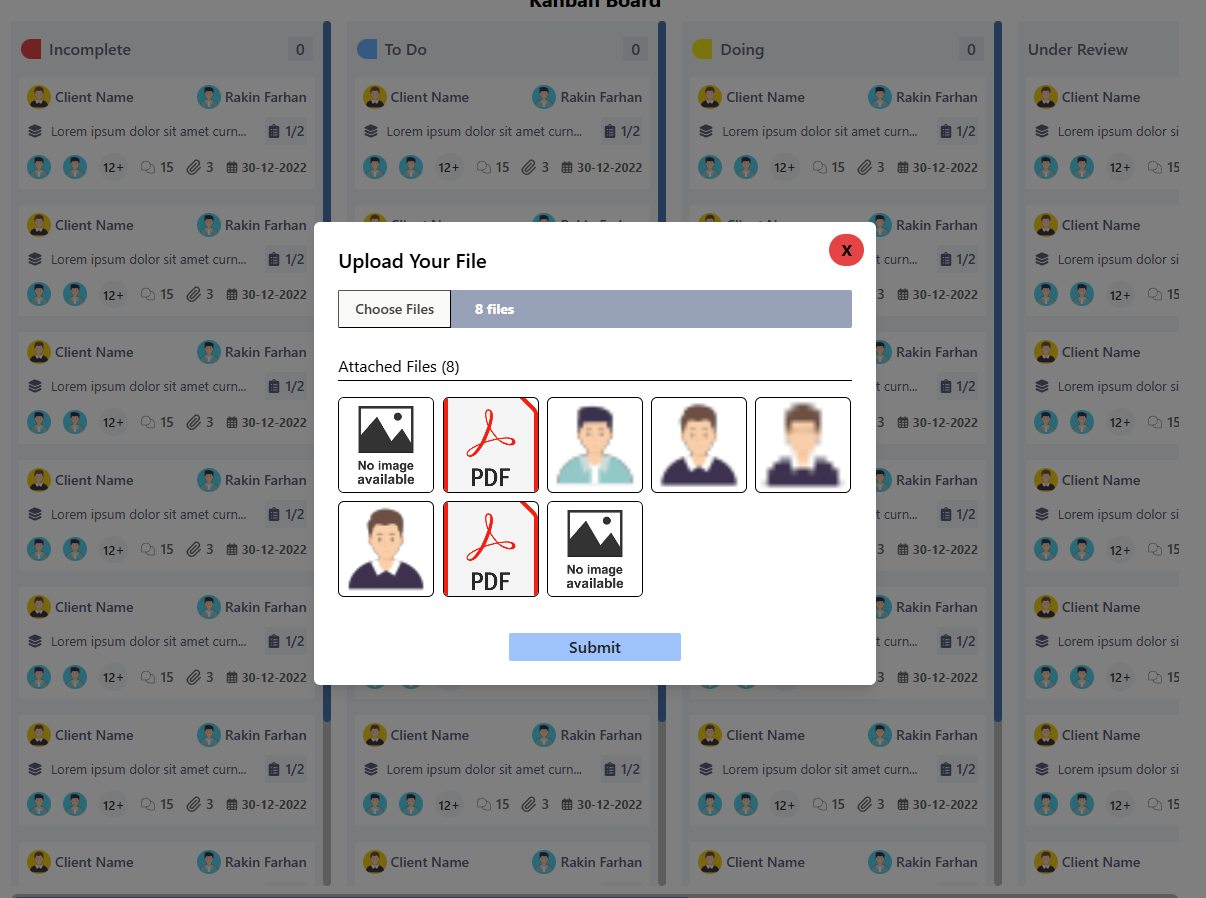 Kanban Board
Incomplete 0 To Do 0 Doing 0 Under Review
Client Name Rakin Farhan Client Name Rakin Farhan Client Name Rakin Farhan Client Name
Lorem ipsum dolor sit amet curn... 1/2 Lorem ipsum dolor sit amet curn... 1/2 Lorem ipsum dolor sit amet curn... 1/2 Lorem ipsum dolor si
12+ 15 3 30-12-2022 12+ 15 3 30-12-2022 12+ 15 3 30-12-2022 12+ 15
Client Name Rakin Farhan Client Name Rakin Farhan Client Name Rakin Farhan Client Name
Lorem ipsum dolor sit amet curn... 1/2 t curn... 1/2 Lorem ipsum dolor si
12+ 15 3 30-12-2022 3 30-12-2022 12+ 15
Client Name Rakin Farhan Rakin Farhan Client Name
Lorem ipsum dolor sit amet curn... 1/2 t curn... 1/2 Lorem ipsum dolor si
12+ 15 3 30-12-2022 3 30-12-2022 12+ 15
Client Name Rakin Farhan Rakin Farhan Client Name
Lorem ipsum dolor sit amet curn... 1/2 t curn... 1/2 Lorem ipsum dolor si
12+ 15 3 30-12-2022 3 30-12-2022 12+ 15
Client Name Rakin Farhan Rakin Farhan Client Name
Lorem ipsum dolor sit amet curn... 1/2 t curn... 1/2 Lorem ipsum dolor si
12+ 15 3 30-12-2022 3 30-12-2022 12+ 15
Client Name Rakin Farhan Client Name Rakin Farhan Client Name Rakin Farhan Client Name
Lorem ipsum dolor sit amet curn... 1/2 Lorem ipsum dolor sit amet curn... 1/2 Lorem ipsum dolor sit amet curn... 1/2 Lorem ipsum dolor si
12+ 15 3 30-12-2022 12+ 15 3 30-12-2022 12+ 15 3 30-12-2022 12+ 15
Client Name Rakin Farhan Client Name Rakin Farhan Client Name Rakin Farhan Client Name
X
Upload Your File
Choose Files 8 files
Attached Files (8)
No image
available
PDF
PDF
No image
available
Submit